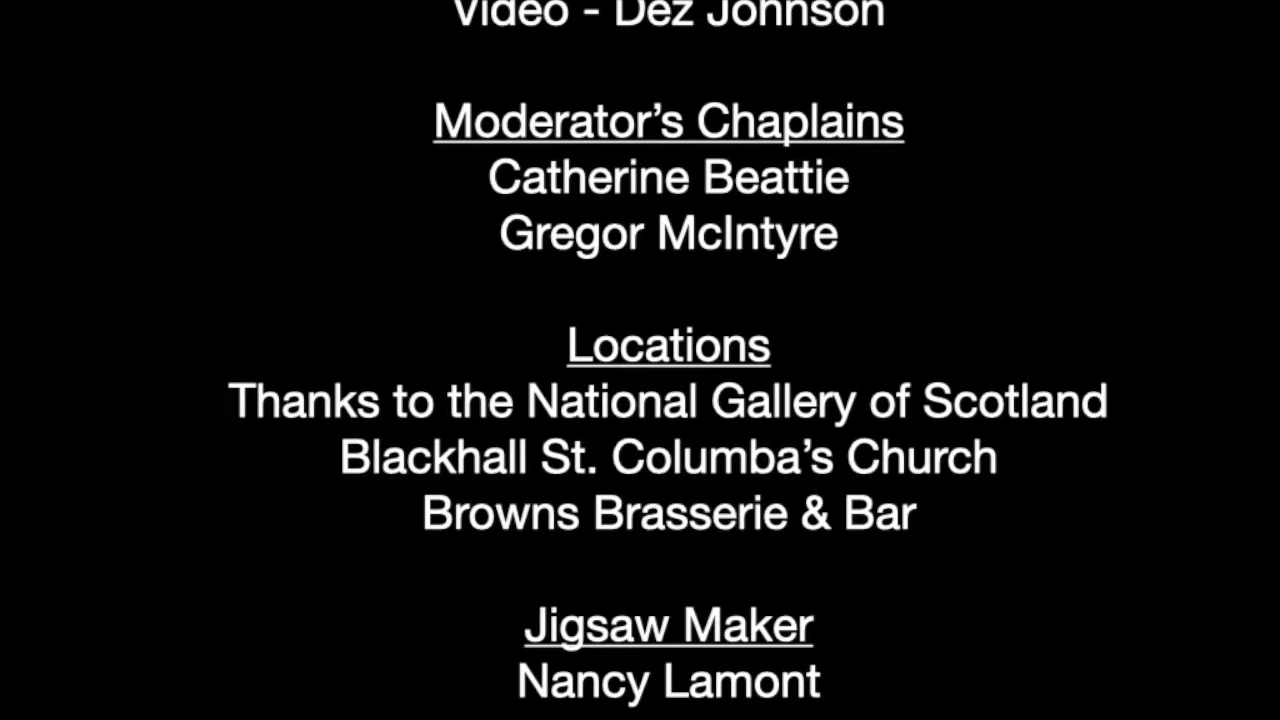 Video - Dez Johnson
Moderator’s Chaplains
Catherine Beattie
Gregor McIntyre
Locations
Thanks to the National Gallery of Scotland
Blackhall St. Columba’s Church
Browns Brasserie & Bar
Jigsaw Maker
Nancy Lamont